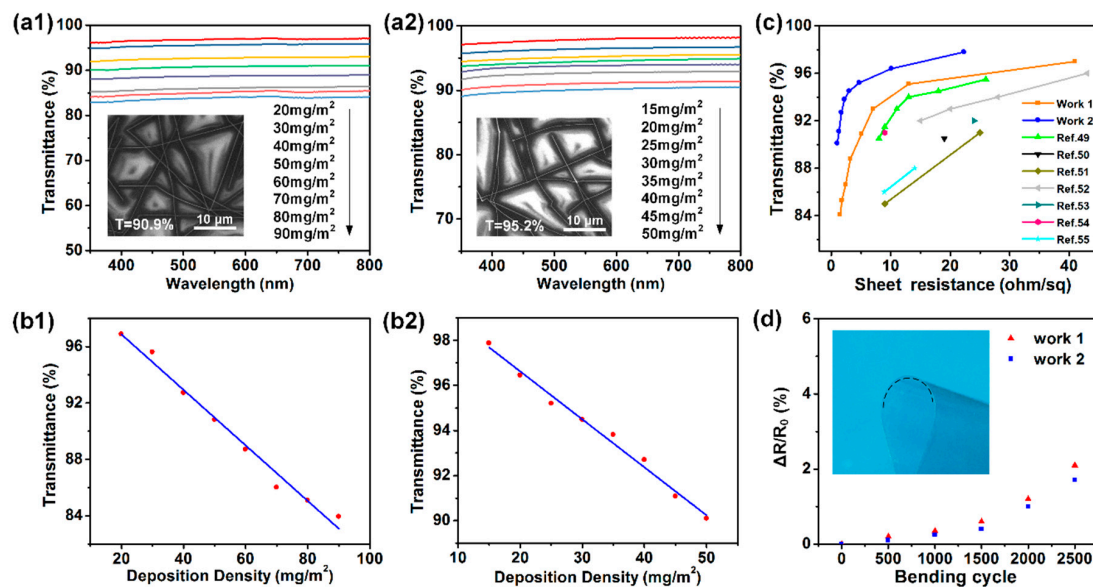 (a1)
100
95
90
85
80
75
70
65
60
55
50
Transmittance (%)
20mg/m²
30mg/m²
40mg/m²
50mg/m²
60mg/m²
70mg/m²
80mg/m²
90mg/m²
T=90.9%
10 μm
400 500 600 700 800
Wavelength (nm)
(a2)
100
90
80
70
Transmittance (%)
15mg/m²
20mg/m²
25mg/m²
30mg/m²
35mg/m²
40mg/m²
45mg/m²
50mg/m²
T=95.2%
10 μm
400 500 600 700 800
Wavelength (nm)
(c)
100
96
92
88
84
Transmittance (%)
Work 1
Work 2
Ref.49
Ref.50
Ref.51
Ref.52
Ref.53
Ref.54
Ref.55
0 10 20 30 40
Sheet resistance (ohm/sq)
(b1)
96
92
88
84
Transmittance (%)
20 40 60 80 100
Deposition Density (mg/m²)
(b2)
98
96
94
92
90
Transmittance (%)
10 20 30 40 50
Deposition Density (mg/m²)
(d)
6
4
2
0
ΔR/R₀ (%)
work 1
work 2
0 500 1000 1500 2000 2500
Bending cycle